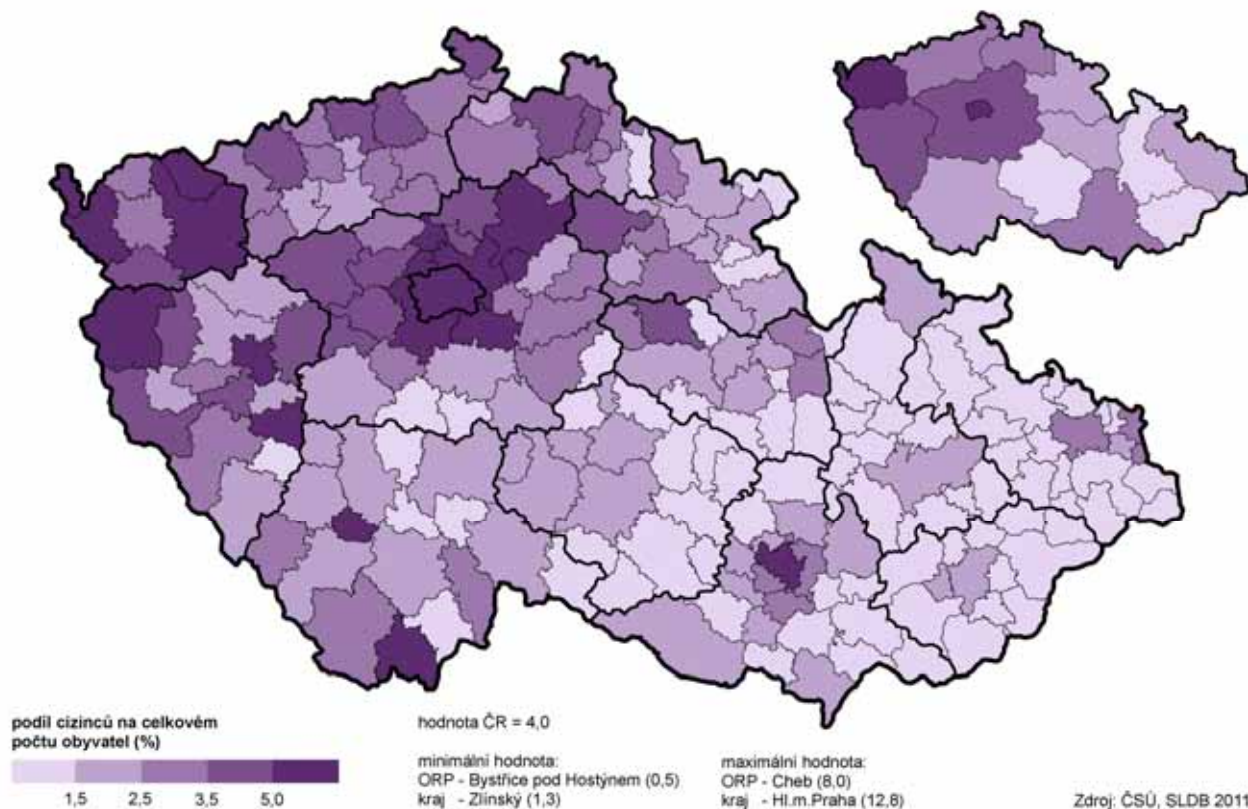 podíl cizinců na celkovém
počtu obyvatel (%)
1,5 2,5 3,5 5,0
hodnota ČR = 4,0
minimální hodnota:
ORP - Bystřice pod Hostýnem (0,5)
kraj - Zlínský (1,3)
maximální hodnota:
ORP - Cheb (8,0)
kraj - Hl.m.Praha (12,8)
Zdroj: ČSÚ, SLDB 2011